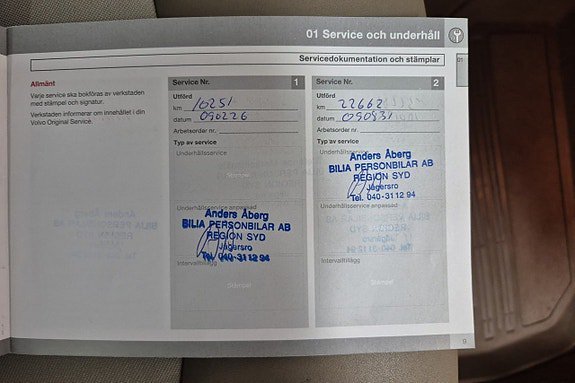 01 Service och underhåll
Servicedokumentation och stämplar
01
Allmänt
Varje service ska bokföras av verkstaden
med stämpel och signatur.
Verkstaden informerar om innehållet i din
Volvo Original Service.
Service Nr. 1
Utförd
km 10251
datum 090226
Arbetsorder nr.
Typ av service
Underhållsservice
Stämpel
Underhållsservice anpassad
Anders Åberg
BILIA PERSONBILAR AB
REGION SYD
Jägersro
Tel. 040-31 12 94
Intervalltillägg
Stämpel
Service Nr. 2
Utförd
km 22662
datum 090831
Arbetsorder nr.
Typ av service
Underhållsservice
Anders Åberg
BILIA PERSONBILAR AB
REGION SYD
Jägersro
Tel. 040-31 12 94
Underhållsservice anpassad
Intervalltillägg
Stämpel
9